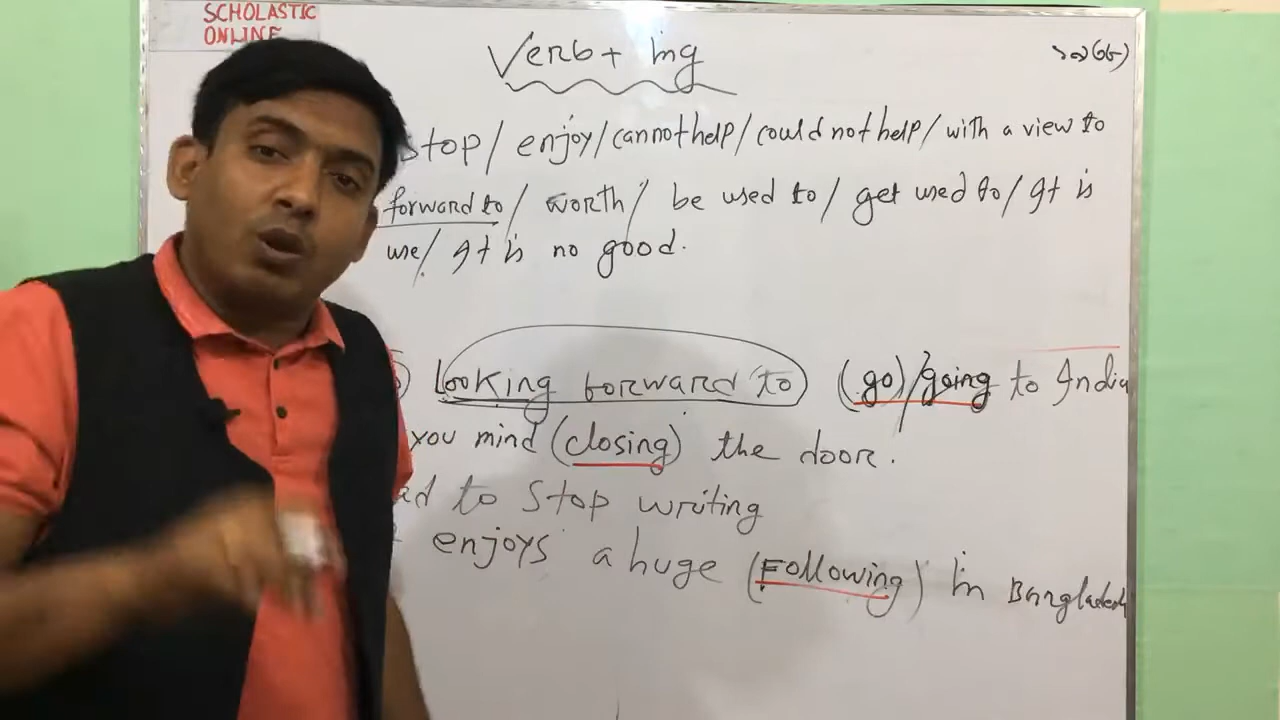 SCHOLASTIC
ONLINE
Verb + ing
stop/ enjoy/cannot help/could not help/ with a view to
forward to/ worth/ be used to/ get used to/ It is
use/ It is no good.
looking forward to (go)/going to India
you mind (closing) the door.
ed to stop writing
enjoys a huge (Following) in Bangladesh